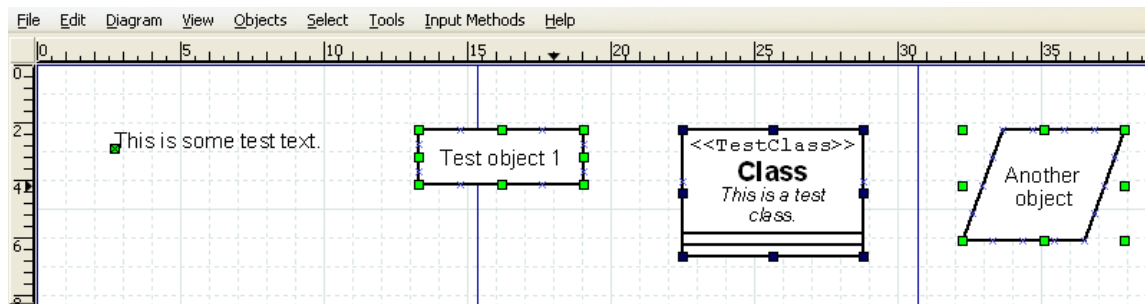 File Edit Diagram View Objects Select Tools Input Methods Help
0 5 10 15 20 25 30 35
0
2
4
6
8
This is some test text.
Test object 1
<<TestClass>>
Class
This is a test
class.
Another
object